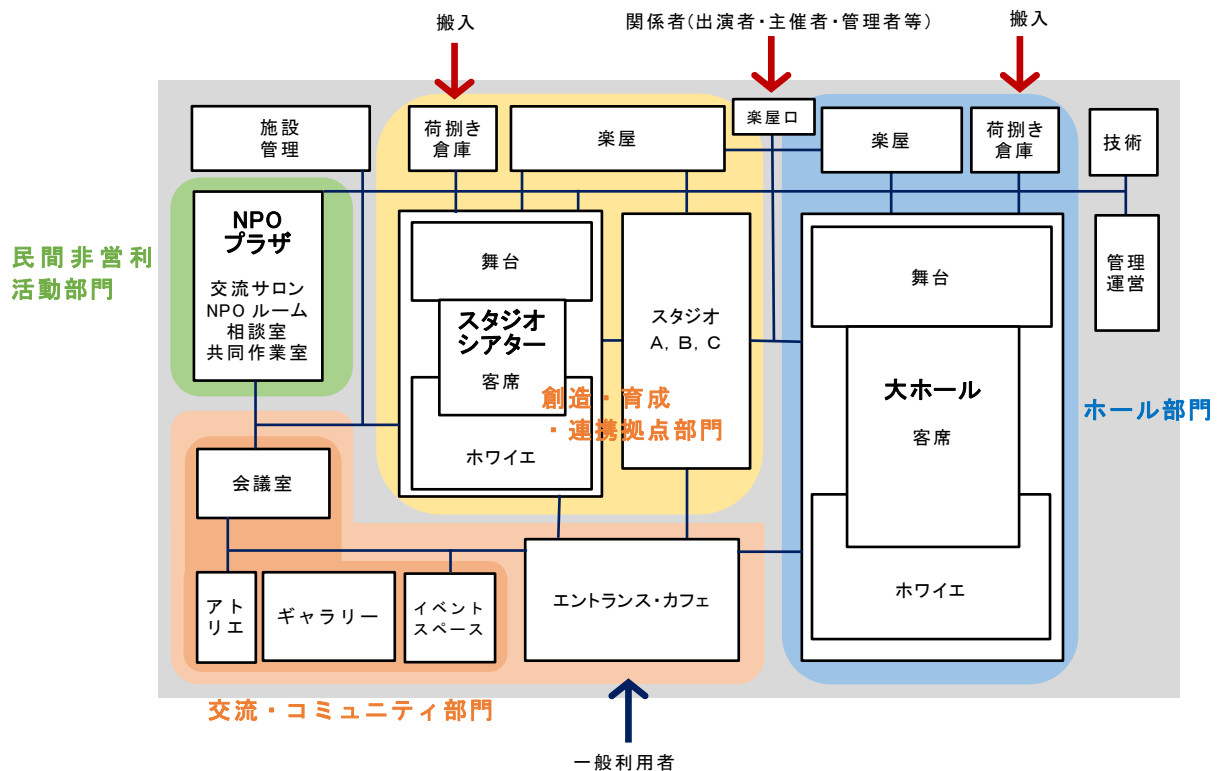 搬入
関係者(出演者・主催者・管理者等)
搬入
施設
管理
荷捌き
倉庫
楽屋
楽屋口
楽屋
荷捌き
倉庫
技術
民間非営利
活動部門
NPO
プラザ
交流サロン
NPO ルーム
相談室
共同作業室
舞台
スタジオ
シアター
客席
ホワイエ
スタジオ
A, B, C
創造・育成
・連携拠点部門
舞台
大ホール
客席
ホワイエ
管理
運営
ホール部門
会議室
アト
リエ
ギャラリー
イベント
スペース
エントランス・カフェ
交流・コミュニティ部門
一般利用者